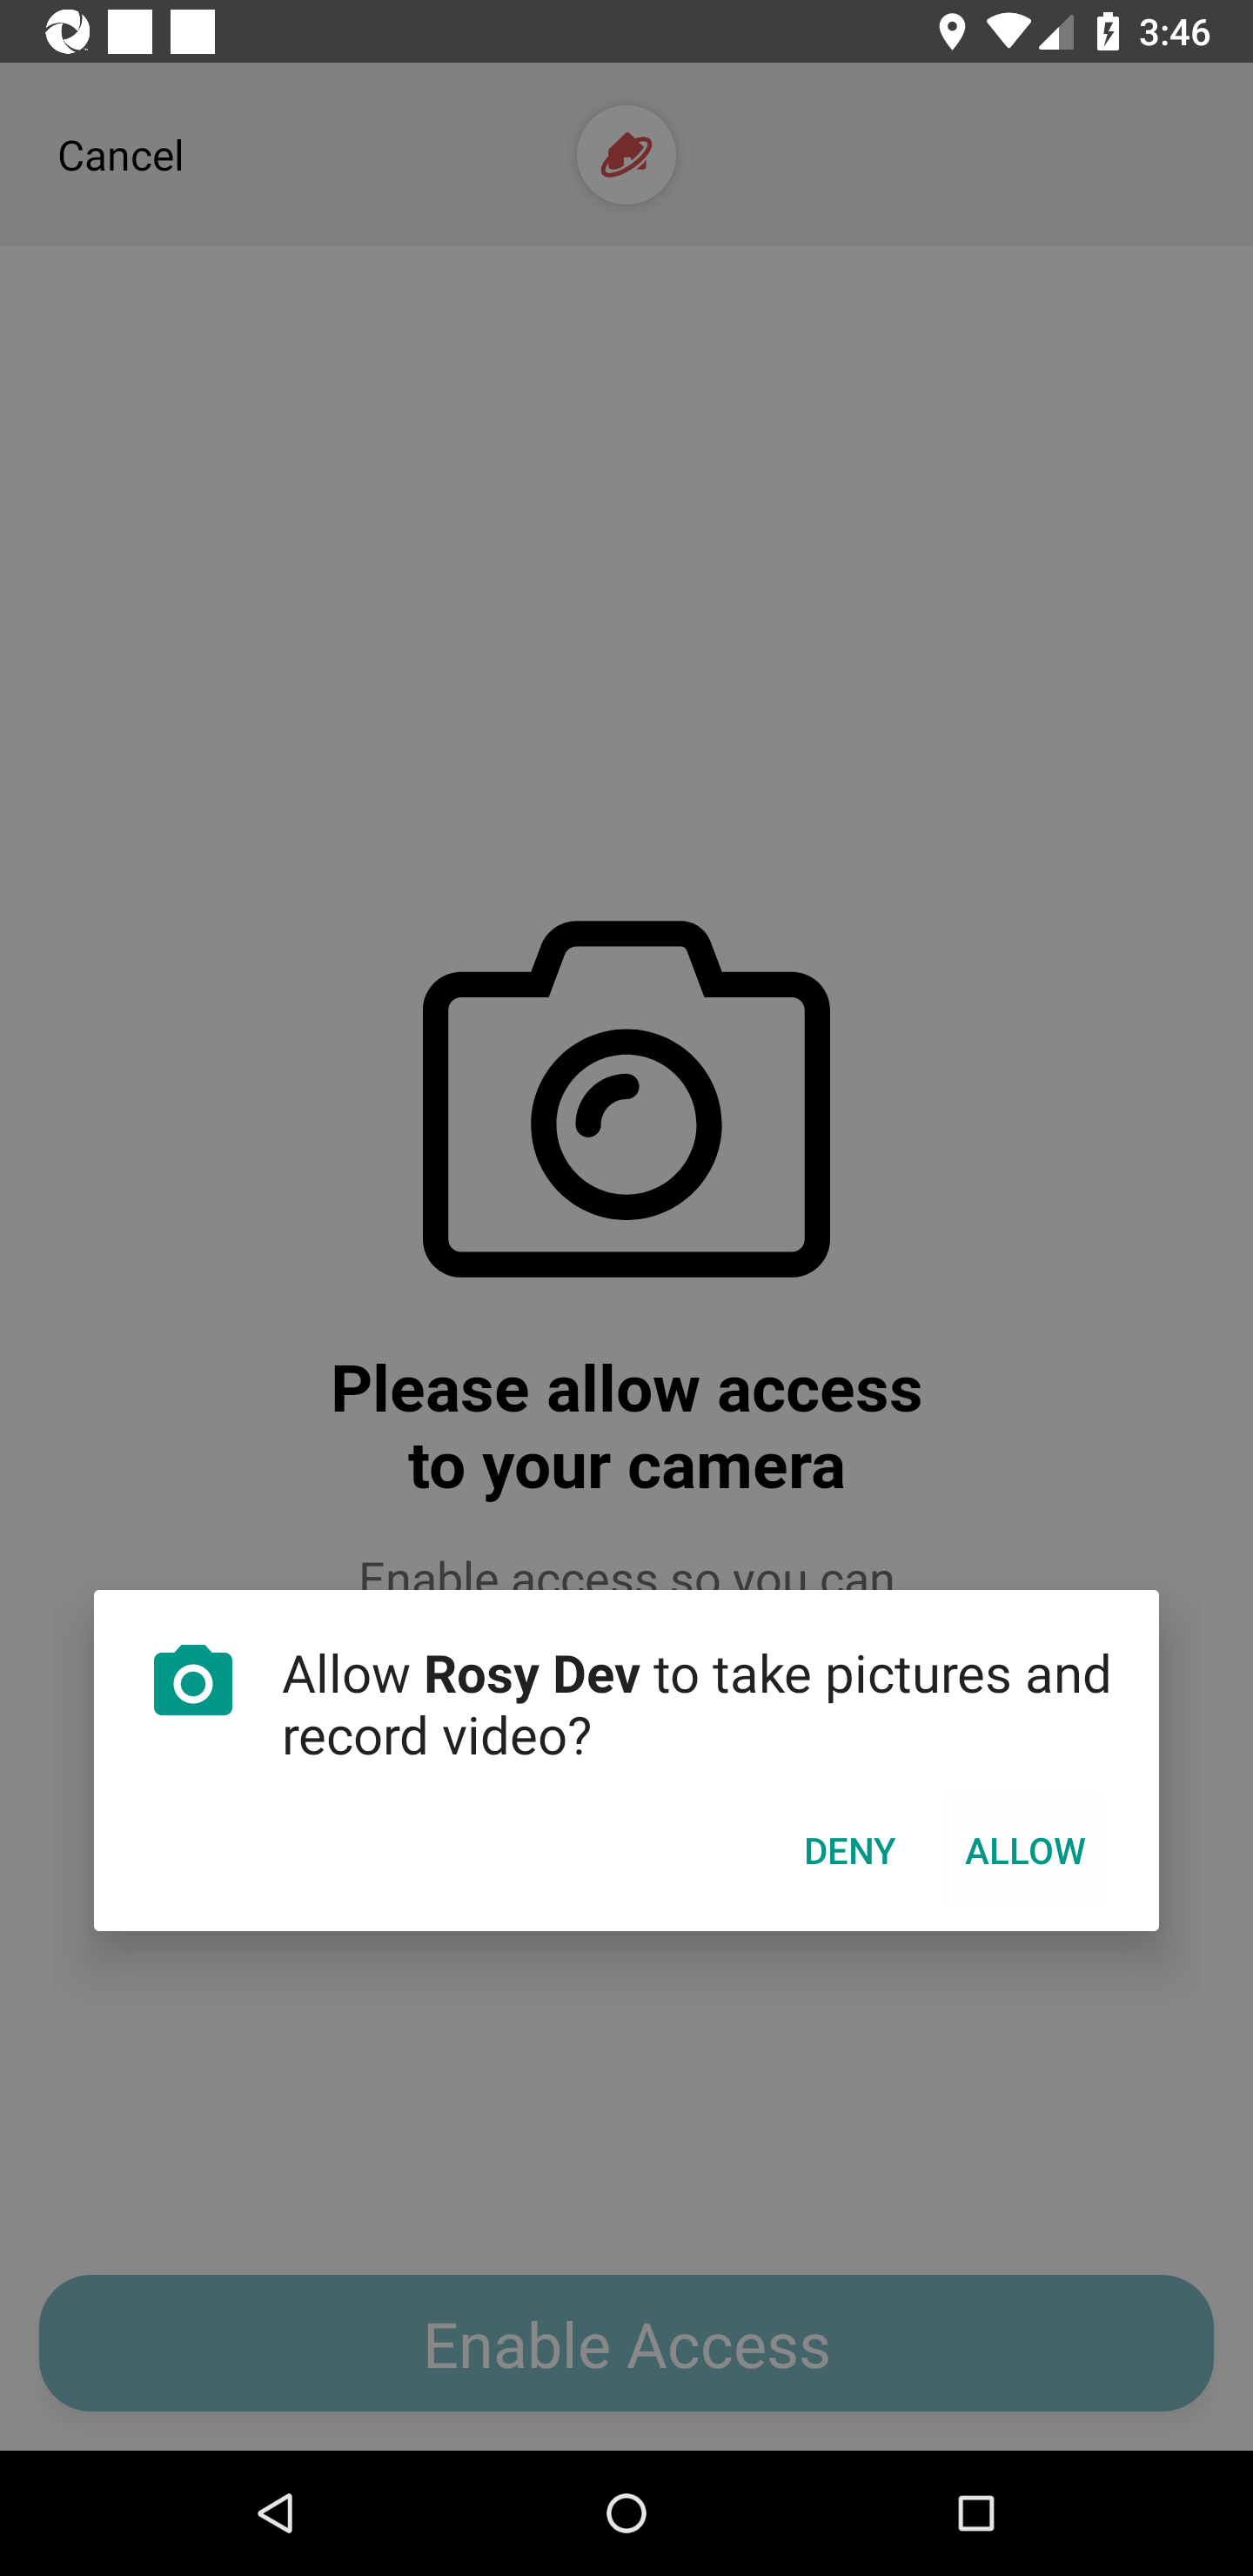 3:46
Cancel
Please allow access
to your camera
Enable access so you can
Allow Rosy Dev to take pictures and
record video?
DENY ALLOW
Enable Access